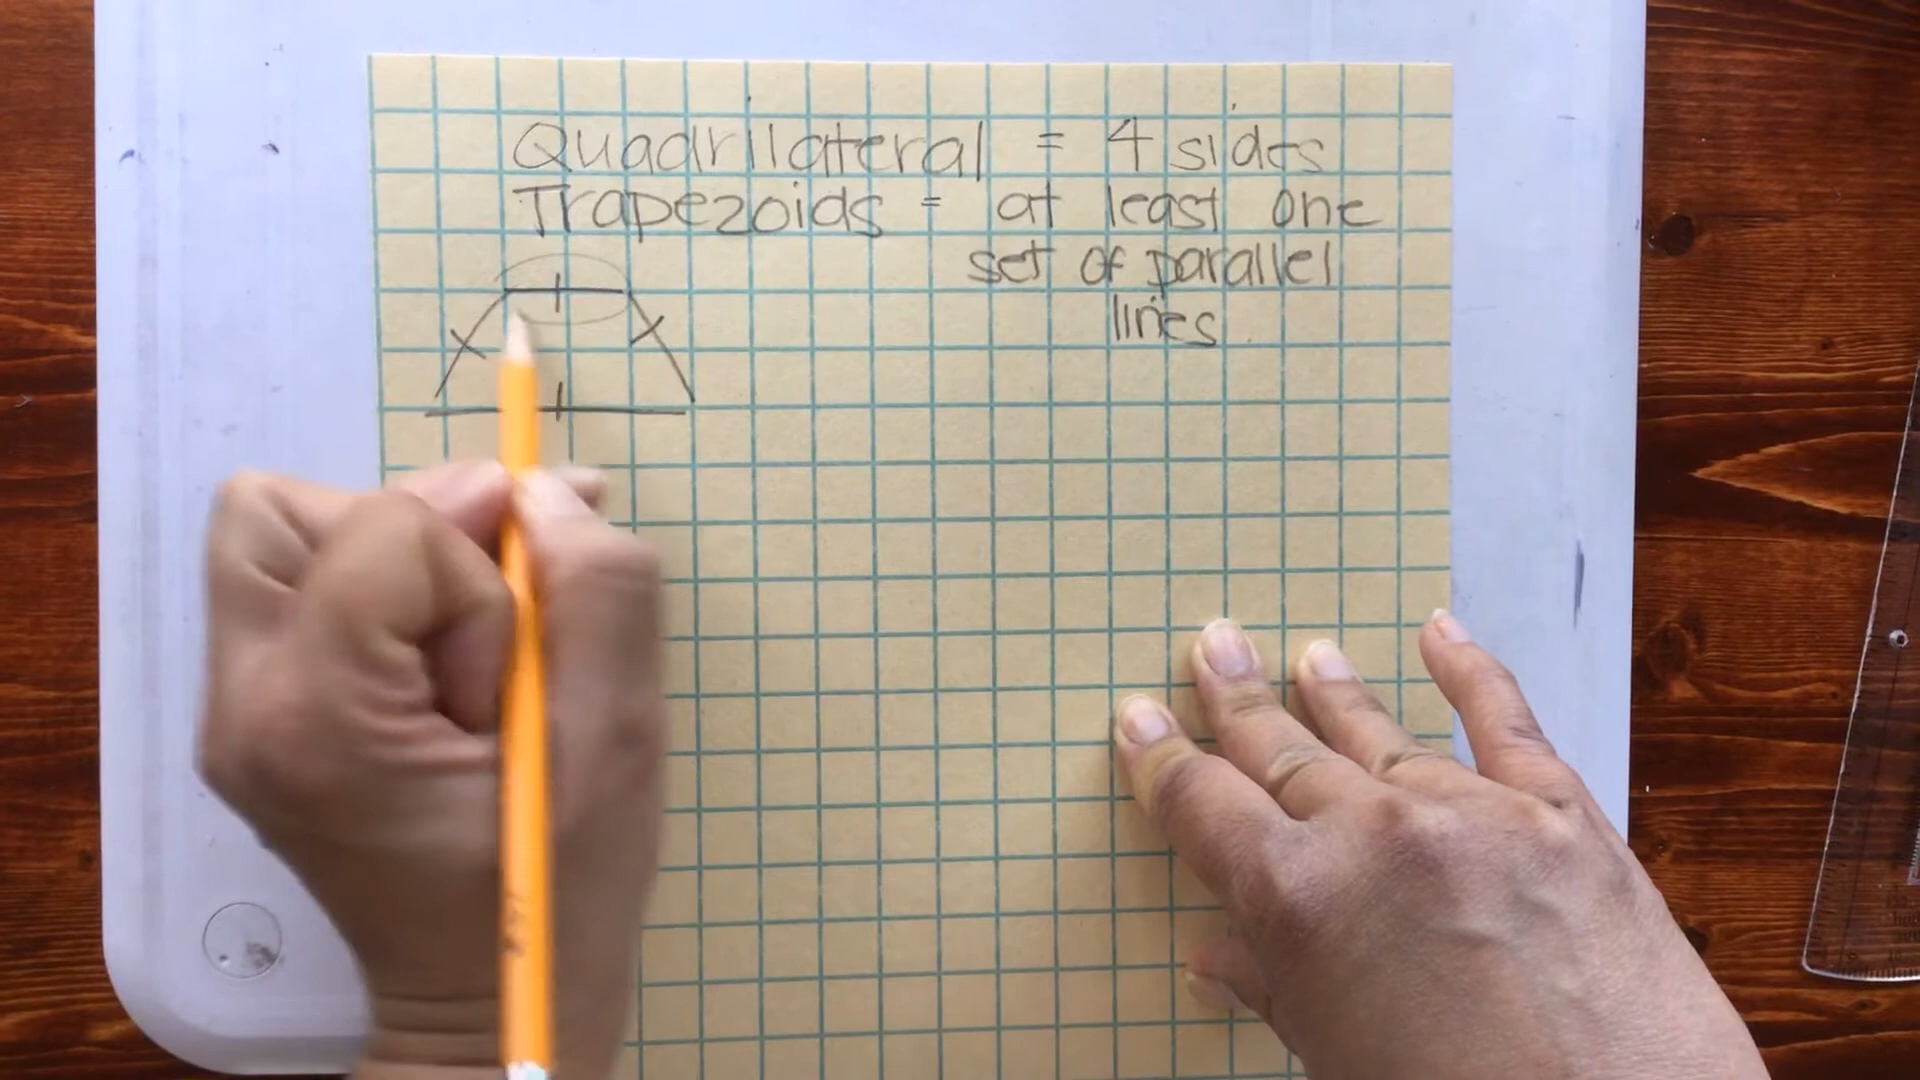 Quadrilateral = 4 sides
Trapezoids = at least one
set of parallel
lines